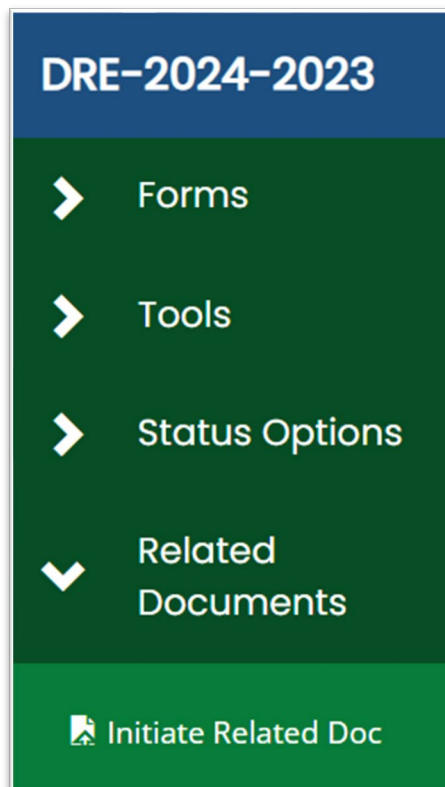 DRE-2024-2023
Forms
Tools
Status Options
Related
Documents
Initiate Related Doc